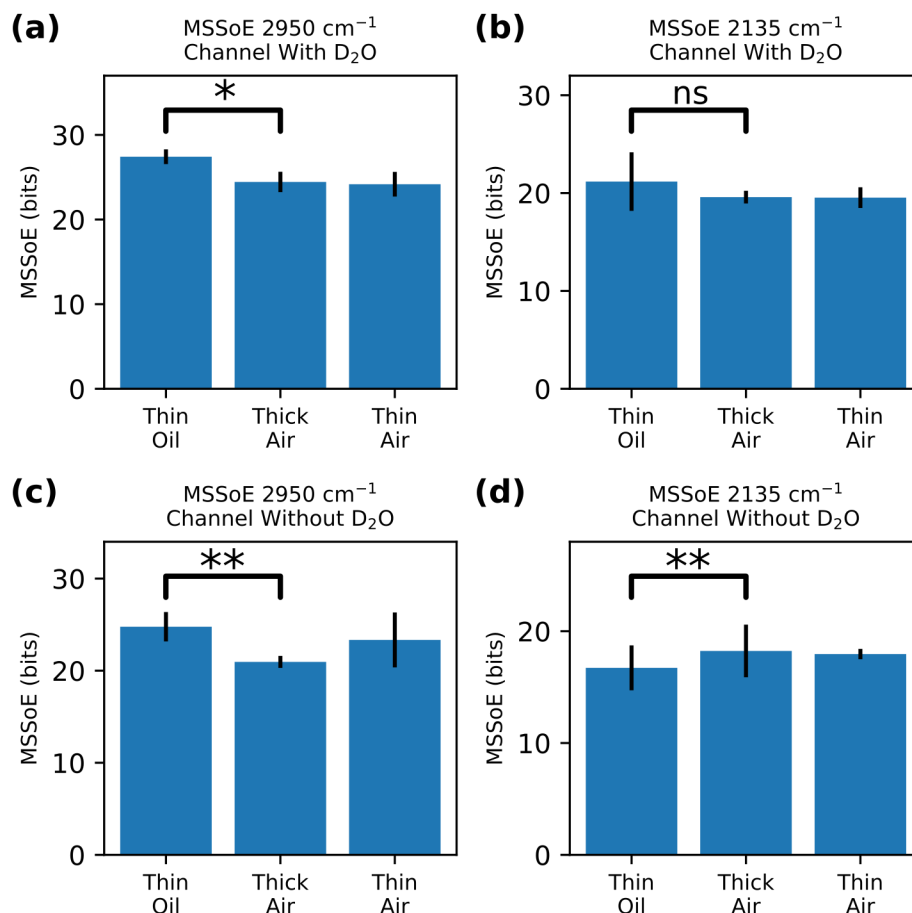 (a)
MSSoE 2950 cm⁻¹
Channel With D₂O
MSSoE (bits)
30
20
10
0
*
Thin
Oil
Thick
Air
Thin
Air
(b)
MSSoE 2135 cm⁻¹
Channel With D₂O
MSSoE (bits)
30
20
10
0
ns
Thin
Oil
Thick
Air
Thin
Air
(c)
MSSoE 2950 cm⁻¹
Channel Without D₂O
MSSoE (bits)
30
20
10
0
**
Thin
Oil
Thick
Air
Thin
Air
(d)
MSSoE 2135 cm⁻¹
Channel Without D₂O
MSSoE (bits)
20
10
0
**
Thin
Oil
Thick
Air
Thin
Air